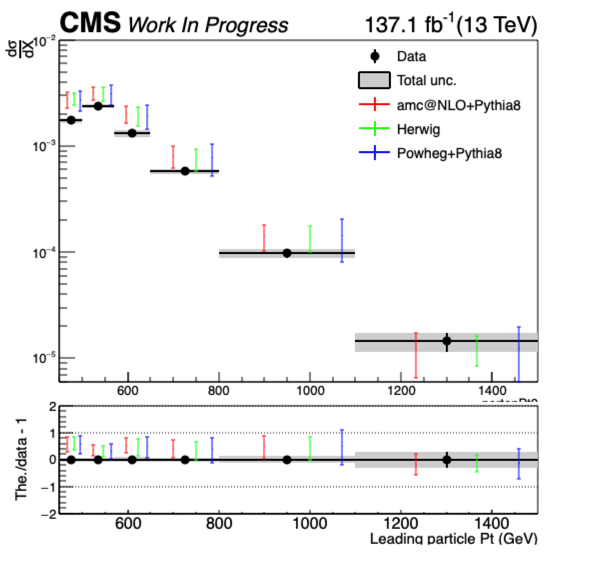 CMS Work In Progress 137.1 fb⁻¹(13 TeV)
dσ
dX
10⁻²
10⁻³
10⁻⁴
10⁻⁵
Data
Total unc.
amc@NLO+Pythia8
Herwig
Powheg+Pythia8
600 800 1000 1200 1400
The./data - 1
2
1
0
−1
−2
600 800 1000 1200 1400
Leading particle Pt (GeV)